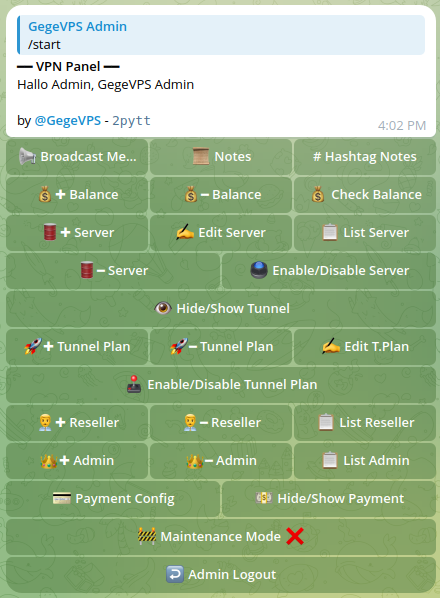 GegeVPS Admin
/start
━━ VPN Panel ━━
Hallo Admin, GegeVPS Admin
by @GegeVPS - 2pytt
4:02 PM
📢 Broadcast Me...
📜 Notes
# Hashtag Notes
💰➕ Balance
💰➖ Balance
💰 Check Balance
🛢➕ Server
✍️ Edit Server
📋 List Server
🛢➖ Server
🖲 Enable/Disable Server
👁 Hide/Show Tunnel
🚀➕ Tunnel Plan
🚀➖ Tunnel Plan
✍️ Edit T.Plan
🕹 Enable/Disable Tunnel Plan
👨‍💼➕ Reseller
👨‍💼➖ Reseller
📋 List Reseller
👑➕ Admin
👑➖ Admin
📋 List Admin
💳 Payment Config
💸 Hide/Show Payment
🚧 Maintenance Mode ❌
↩️ Admin Logout